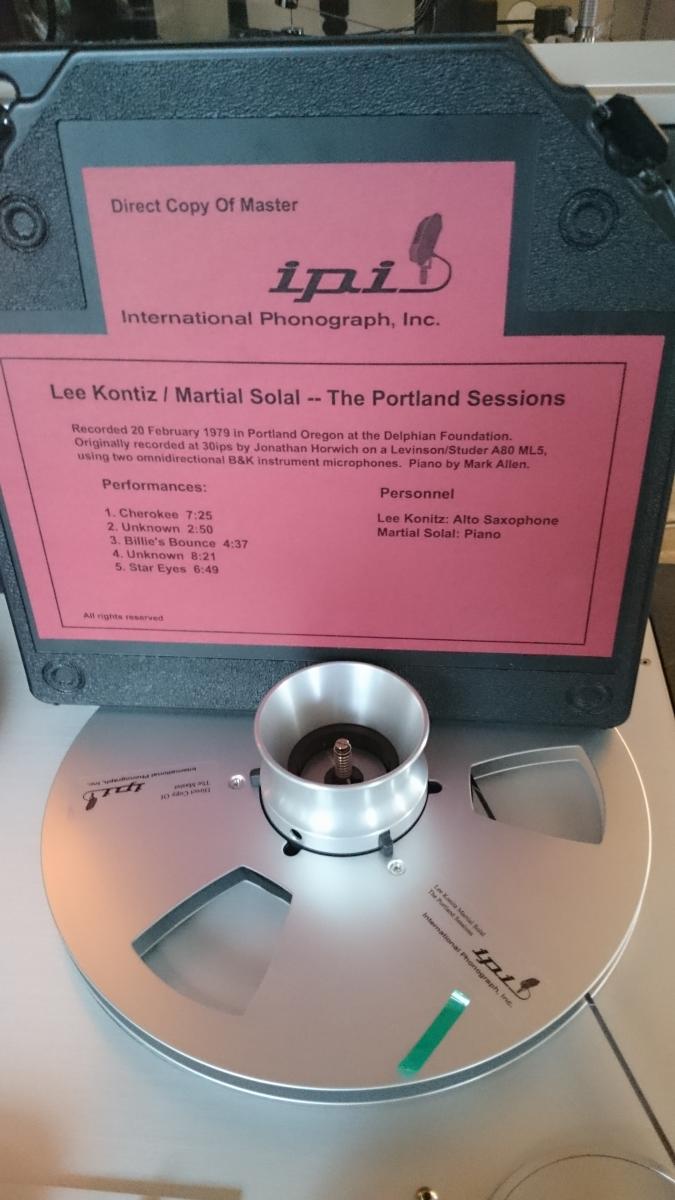 Direct Copy Of Master
ipi
International Phonograph, Inc.
Lee Kontiz / Martial Solal -- The Portland Sessions
Recorded 20 February 1979 in Portland Oregon at the Delphian Foundation.
Originally recorded at 30ips by Jonathan Horwich on a Levinson/Studer A80 ML5,
using two omnidirectional B&K instrument microphones. Piano by Mark Allen.
Performances:
1. Cherokee 7:25
2. Unknown 2:50
3. Billie's Bounce 4:37
4. Unknown 8:21
5. Star Eyes 6:49
Personnel
Lee Konitz: Alto Saxophone
Martial Solal: Piano
All rights reserved
Direct Copy Of
The Master
ipi
International Phonograph, Inc.
Lee Konitz Martial Solal
The Portland Sessions
ipi
International Phonograph, Inc.